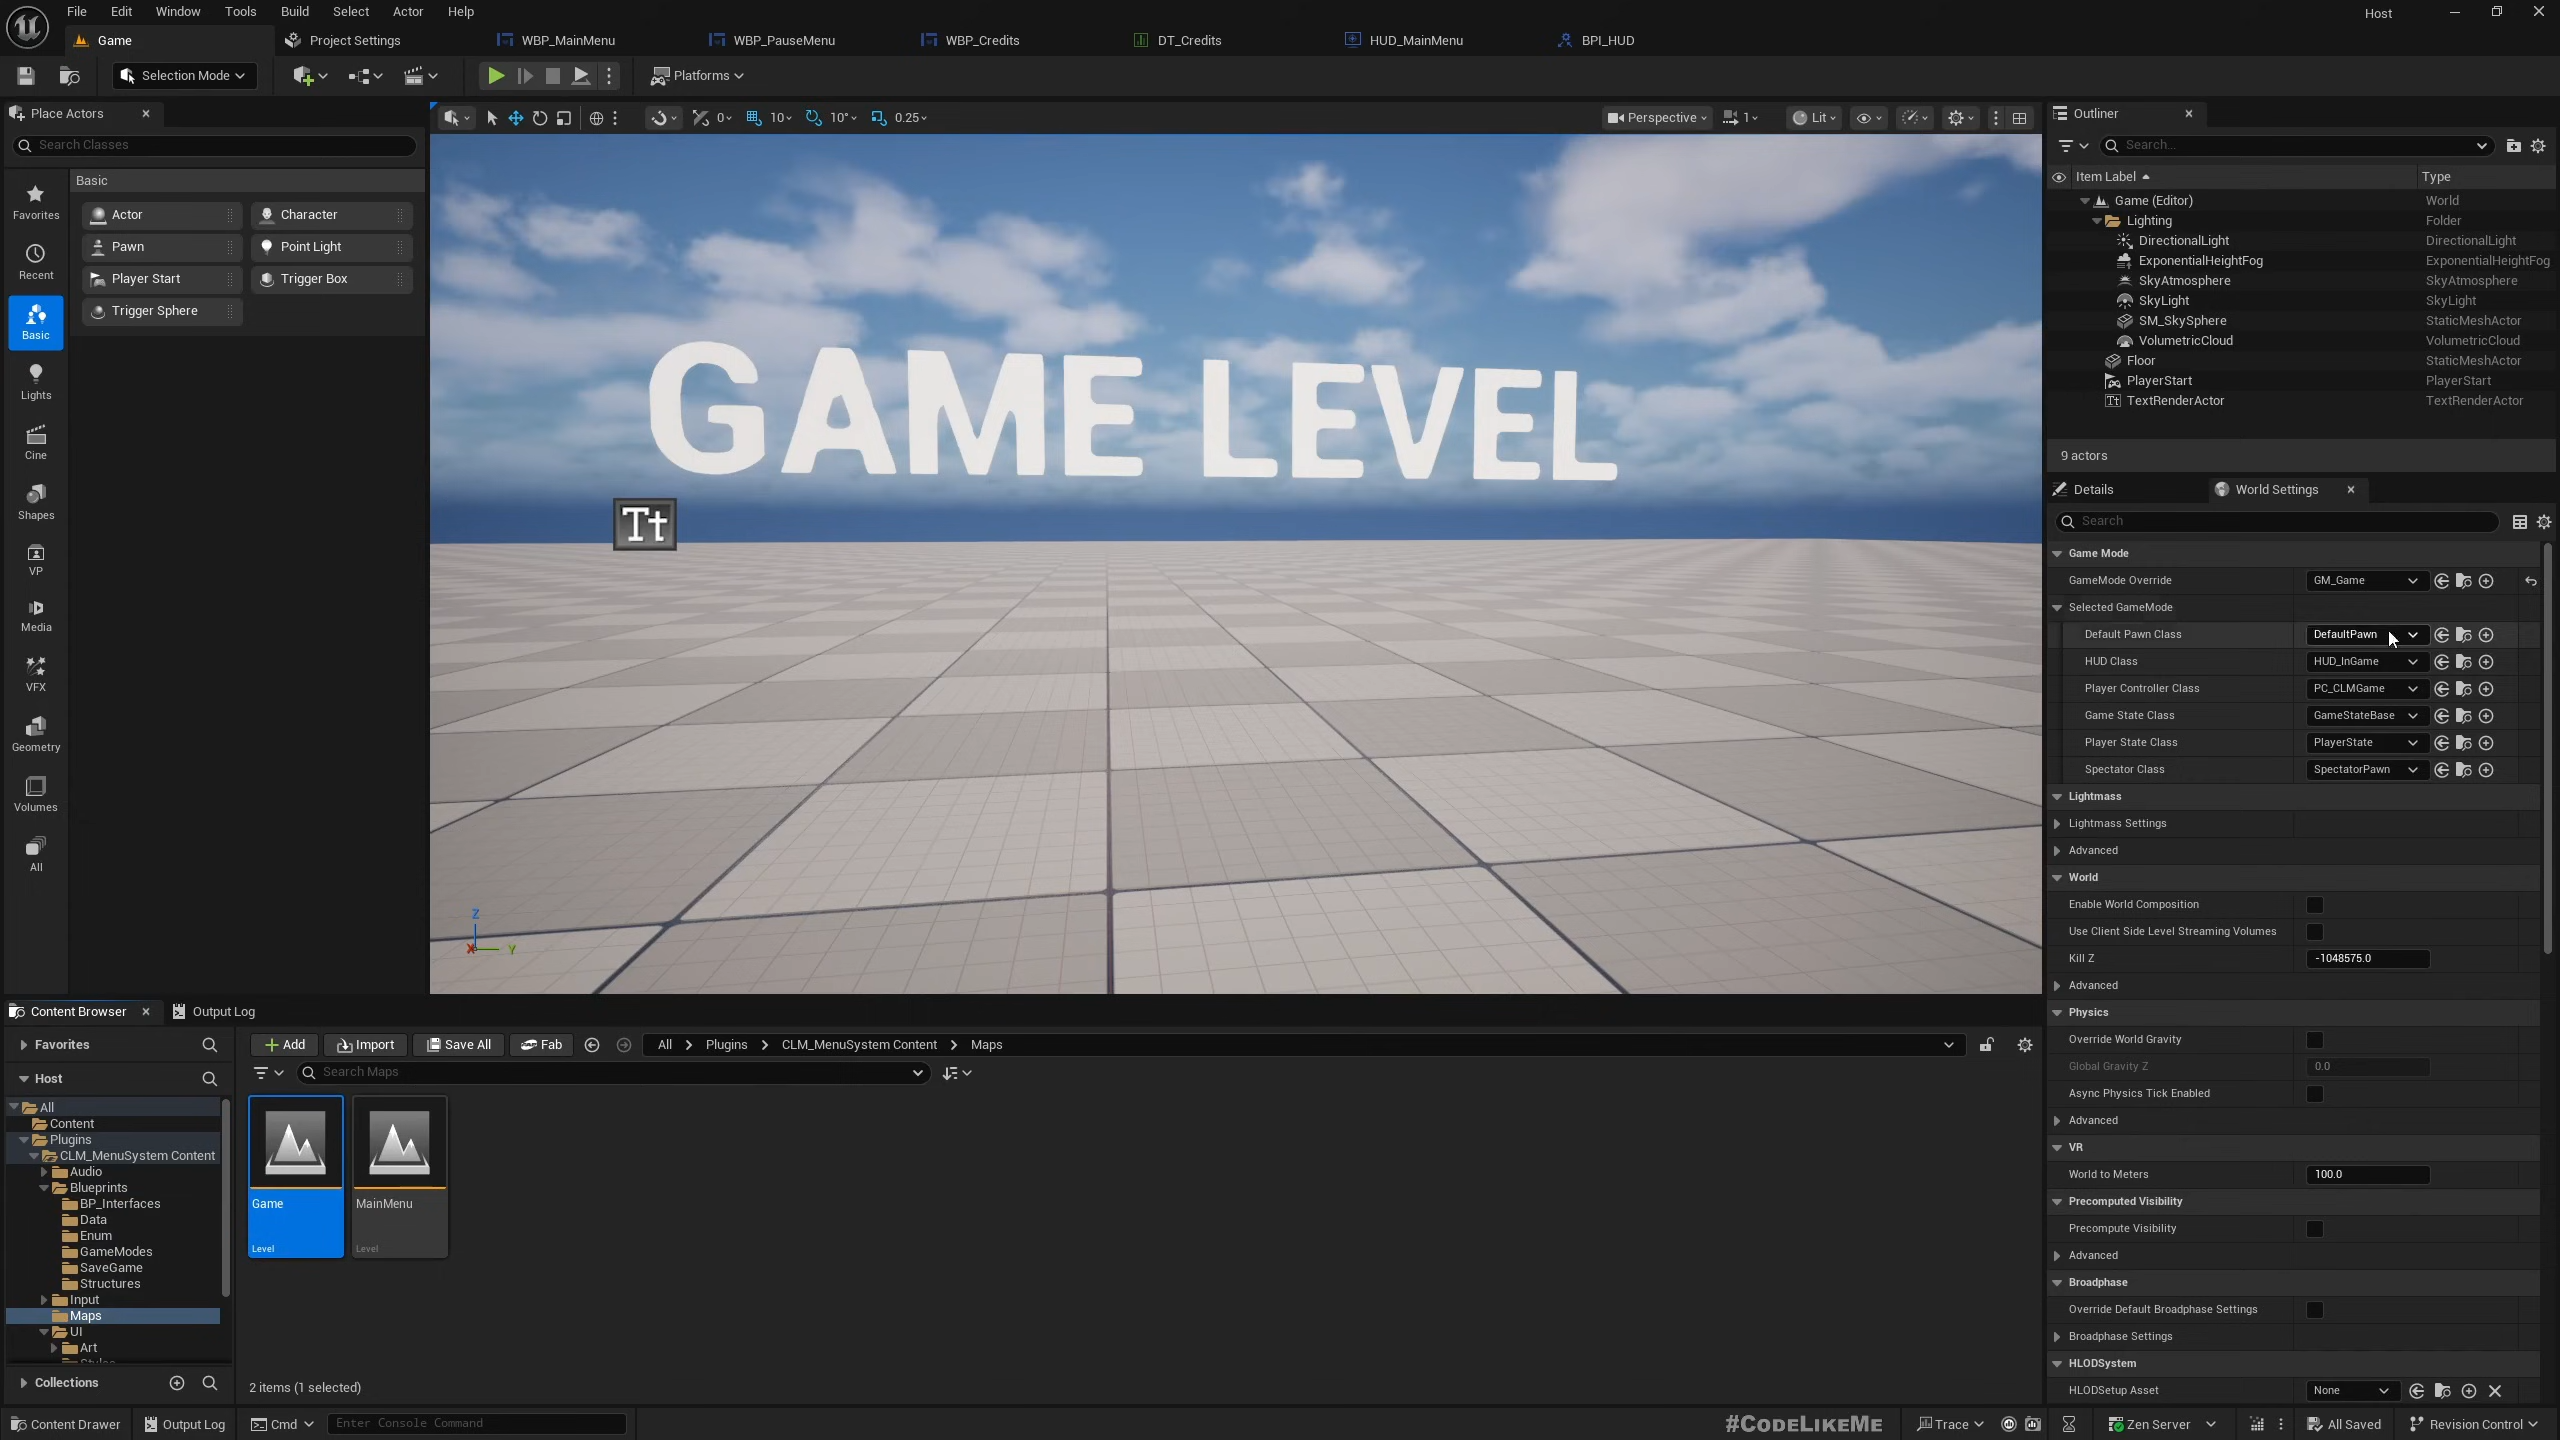 File Edit Window Tools Build Select Actor Help
Host
Game
Project Settings
WBP_MainMenu
WBP_PauseMenu
WBP_Credits
DT_Credits
HUD_MainMenu
BPI_HUD
Selection Mode
Platforms
Place Actors
Search Classes
Favorites
Recent
Basic
Lights
Cine
Shapes
VP
Media
VFX
Geometry
Volumes
All
Basic
Actor
Character
Pawn
Point Light
Player Start
Trigger Box
Trigger Sphere
0
10
10°
0.25
Perspective
1
Lit
GAME LEVEL
Tt
Z
X
Y
Outliner
Search...
Item Label
Type
Game (Editor) World
Lighting Folder
DirectionalLight DirectionalLight
ExponentialHeightFog ExponentialHeightFog
SkyAtmosphere SkyAtmosphere
SkyLight SkyLight
SM_SkySphere StaticMeshActor
VolumetricCloud VolumetricCloud
Floor StaticMeshActor
PlayerStart PlayerStart
Tt TextRenderActor TextRenderActor
9 actors
Details
World Settings
Search
Game Mode
GameMode Override GM_Game
Selected GameMode
Default Pawn Class DefaultPawn
HUD Class HUD_InGame
Player Controller Class PC_CLMGame
Game State Class GameStateBase
Player State Class PlayerState
Spectator Class SpectatorPawn
Lightmass
Lightmass Settings
Advanced
World
Enable World Composition
Use Client Side Level Streaming Volumes
Kill Z -1048575.0
Advanced
Physics
Override World Gravity
Global Gravity Z 0.0
Async Physics Tick Enabled
Advanced
VR
World to Meters 100.0
Precomputed Visibility
Precompute Visibility
Advanced
Broadphase
Override Default Broadphase Settings
Broadphase Settings
HLODSystem
HLODSetup Asset None
Content Browser
Output Log
Favorites
Host
All
Content
Plugins
CLM_MenuSystem Content
Audio
Blueprints
BP_Interfaces
Data
Enum
GameModes
SaveGame
Structures
Input
Maps
UI
Art
Collections
Add
Import
Save All
Fab
All > Plugins > CLM_MenuSystem Content > Maps
Search Maps
Game
Level
MainMenu
Level
2 items (1 selected)
Content Drawer
Output Log
Cmd
Enter Console Command
#CODELIKEME
Trace
Zen Server
All Saved
Revision Control